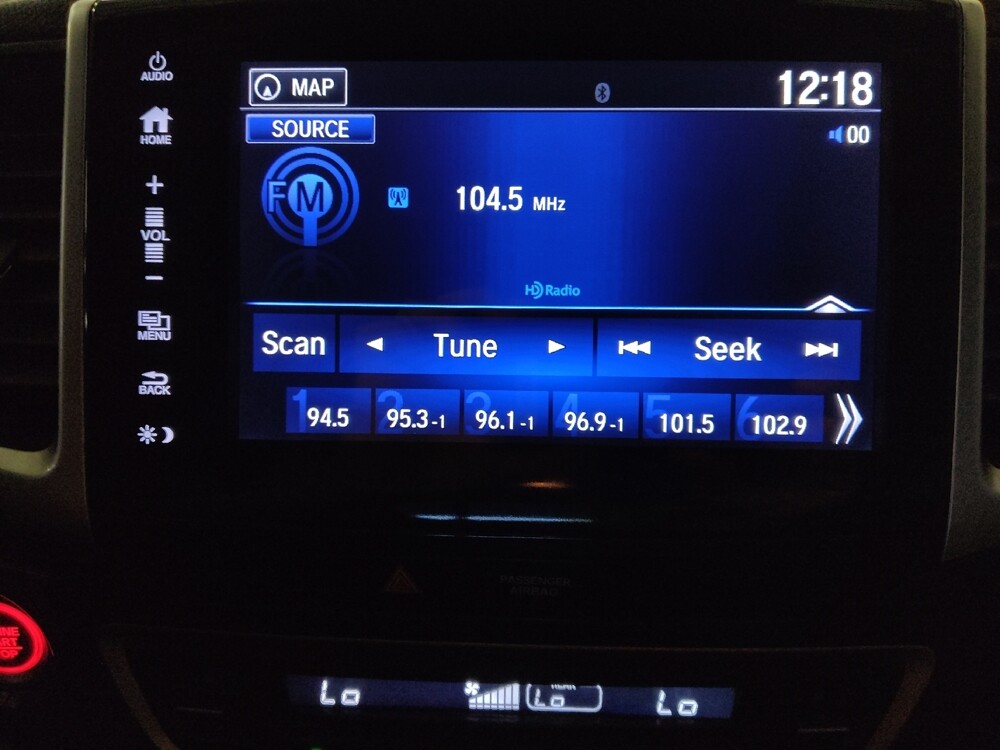 AUDIO
MAP
12:18
HOME
SOURCE
00
FM
104.5 MHz
VOL
HD Radio
MENU
Scan
Tune
Seek
BACK
1 94.5
2 95.3-1
3 96.1-1
4 96.9-1
5 101.5
6 102.9
PASSENGER
AIRBAG
REAR
Lo
Lo
Lo